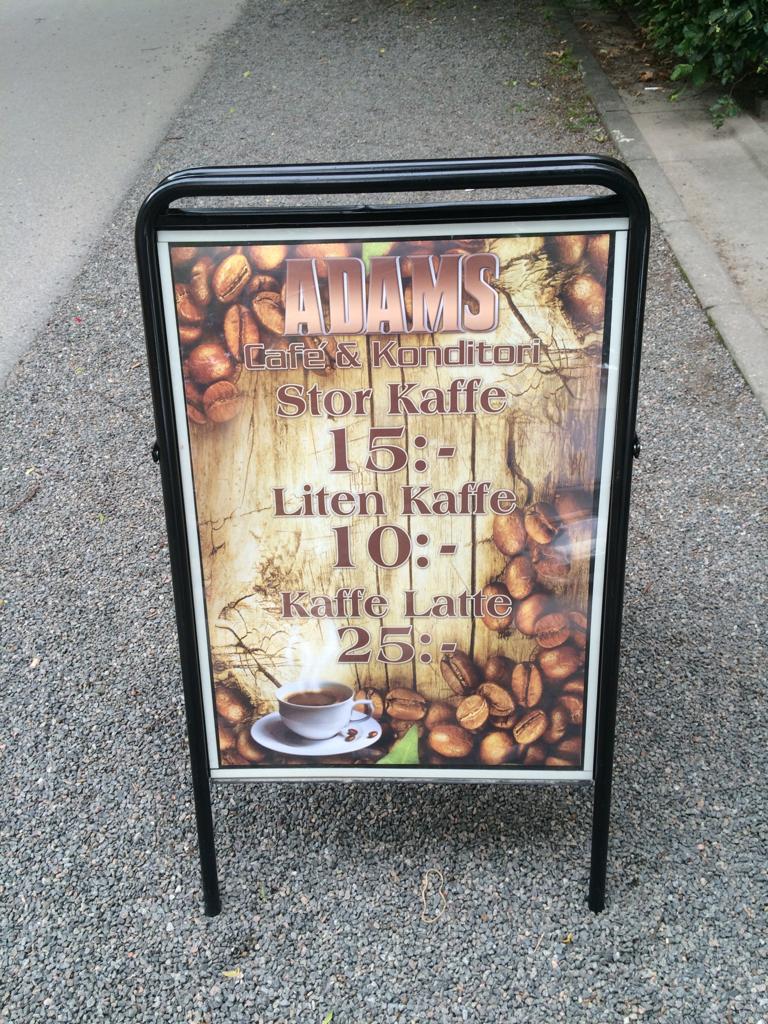 ADAMS
Café & Konditori
Stor Kaffe
15:-
Liten Kaffe
10:-
Kaffe Latte
25:-